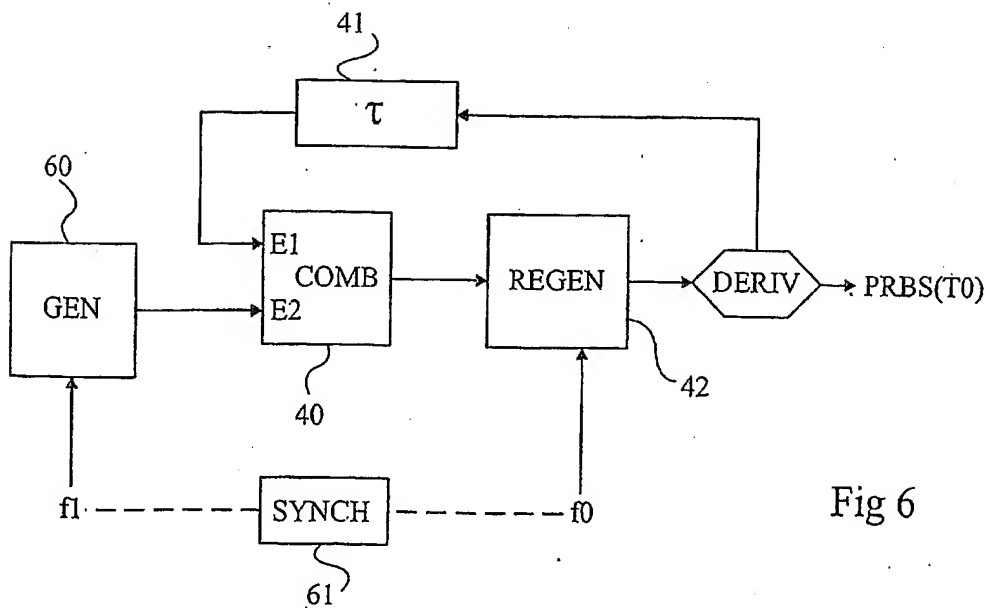 41
τ
60
GEN
E1
COMB
E2
REGEN
DERIV
PRBS(T0)
40
42
f1
SYNCH
f0
61
Fig 6